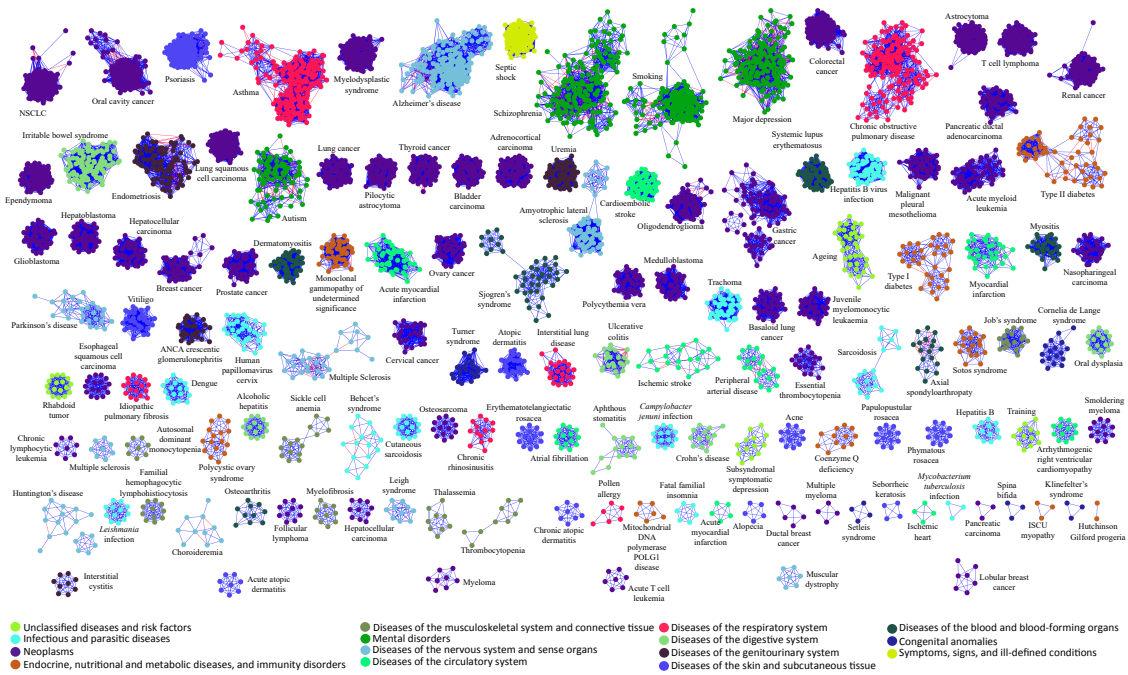 NSCLC
Oral cavity cancer
Psoriasis
Asthma
Myelodysplastic
syndrome
Alzheimer's disease
Septic
shock
Schizophrenia
Smoking
Major depression
Colorectal
cancer
Chronic obstructive
pulmonary disease
Astrocytoma
T cell lymphoma
Pancreatic ductal
adenocarcinoma
Renal cancer
Ependymoma
Irritable bowel syndrome
Endometriosis
Lung squamous
cell carcinoma
Autism
Lung cancer
Pilocytic
astrocytoma
Thyroid cancer
Bladder
carcinoma
Adrenocortical
carcinoma
Uremia
Amyotrophic lateral
sclerosis
Cardioembolic
stroke
Oligodendroglioma
Gastric
cancer
Systemic lupus
erythematosus
Hepatitis B virus
infection
Malignant
pleural
mesothelioma
Acute myeloid
leukemia
Type II diabetes
Glioblastoma
Hepatoblastoma
Hepatocellular
carcinoma
Breast cancer
Prostate cancer
Dermatomyositis
Monoclonal
gammopathy of
undetermined
significance
Acute myocardial
infarction
Ovary cancer
Sjogren's
syndrome
Polycythemia vera
Medulloblastoma
Trachoma
Basaloid lung
cancer
Juvenile
myelomonocytic
leukaemia
Ageing
Type I
diabetes
Myocardial
infarction
Myositis
Nasopharingeal
carcinoma
Parkinson's disease
Vitiligo
Esophageal
squamous cell
carcinoma
ANCA crescentic
glomerulonephritis
Human
papillomavirus
cervix
Multiple Sclerosis
Cervical cancer
Turner
syndrome
Atopic
dermatitis
Interstitial lung
disease
Ulcerative
colitis
Ischemic stroke
Peripheral
arterial disease
Essential
thrombocytopenia
Sarcoidosis
Papulopustular
rosacea
Axial
spondyloarthropaty
Sotos syndrome
Job's syndrome
Cornelia de Lange
syndrome
Oral dysplasia
Rhabdoid
tumor
Idiopathic
pulmonary fibrosis
Dengue
Chronic
lymphocytic
leukemia
Multiple sclerosis
Familial
hemophagocytic
lymphohistiocytosis
Autosomal
dominant
monocytopenia
Polycystic ovary
syndrome
Alcoholic
hepatitis
Sickle cell
anemia
Behcet's
syndrome
Cutaneous
sarcoidosis
Osteosarcoma
Chronic
rhinosinusitis
Erythematotelangiectatic
rosacea
Atrial fibrillation
Aphthous
stomatitis
Campylobacter
jenuni infection
Crohn's disease
Subsyndromal
symptomatic
depression
Acne
Coenzyme Q
deficiency
Phymatous
rosacea
Hepatitis B
Training
Arrhythmogenic
right ventricular
cardiomyopathy
Smoldering
myeloma
Huntington's disease
Leishmania
infection
Choroideremia
Osteoarthritis
Follicular
lymphoma
Myelofibrosis
Hepatocellular
carcinoma
Leigh
syndrome
Thalassemia
Thrombocytopenia
Chronic atopic
dermatitis
Pollen
allergy
Mitochondrial
DNA
polymerase
POLG1
disease
Fatal familial
insomnia
Acute
myocardial
infarction
Alopecia
Ductal breast
cancer
Multiple
myeloma
Setleis
syndrome
Seborrheic
keratosis
Ischemic
heart
Mycobacterium
tuberculosis
infection
Pancreatic
carcinoma
Spina
bifida
ISCU
myopathy
Klinefelter's
syndrome
Hutchinson
Gilford progeria
Interstitial
cystitis
Acute atopic
dermatitis
Myeloma
Acute T cell
leukemia
Muscular
dystrophy
Lobular breast
cancer
Unclassified diseases and risk factors
Infectious and parasitic diseases
Neoplasms
Endocrine, nutritional and metabolic diseases, and immunity disorders
Diseases of the musculoskeletal system and connective tissue
Mental disorders
Diseases of the nervous system and sense organs
Diseases of the circulatory system
Diseases of the respiratory system
Diseases of the digestive system
Diseases of the genitourinary system
Diseases of the skin and subcutaneous tissue
Diseases of the blood and blood-forming organs
Congenital anomalies
Symptoms, signs, and ill-defined conditions